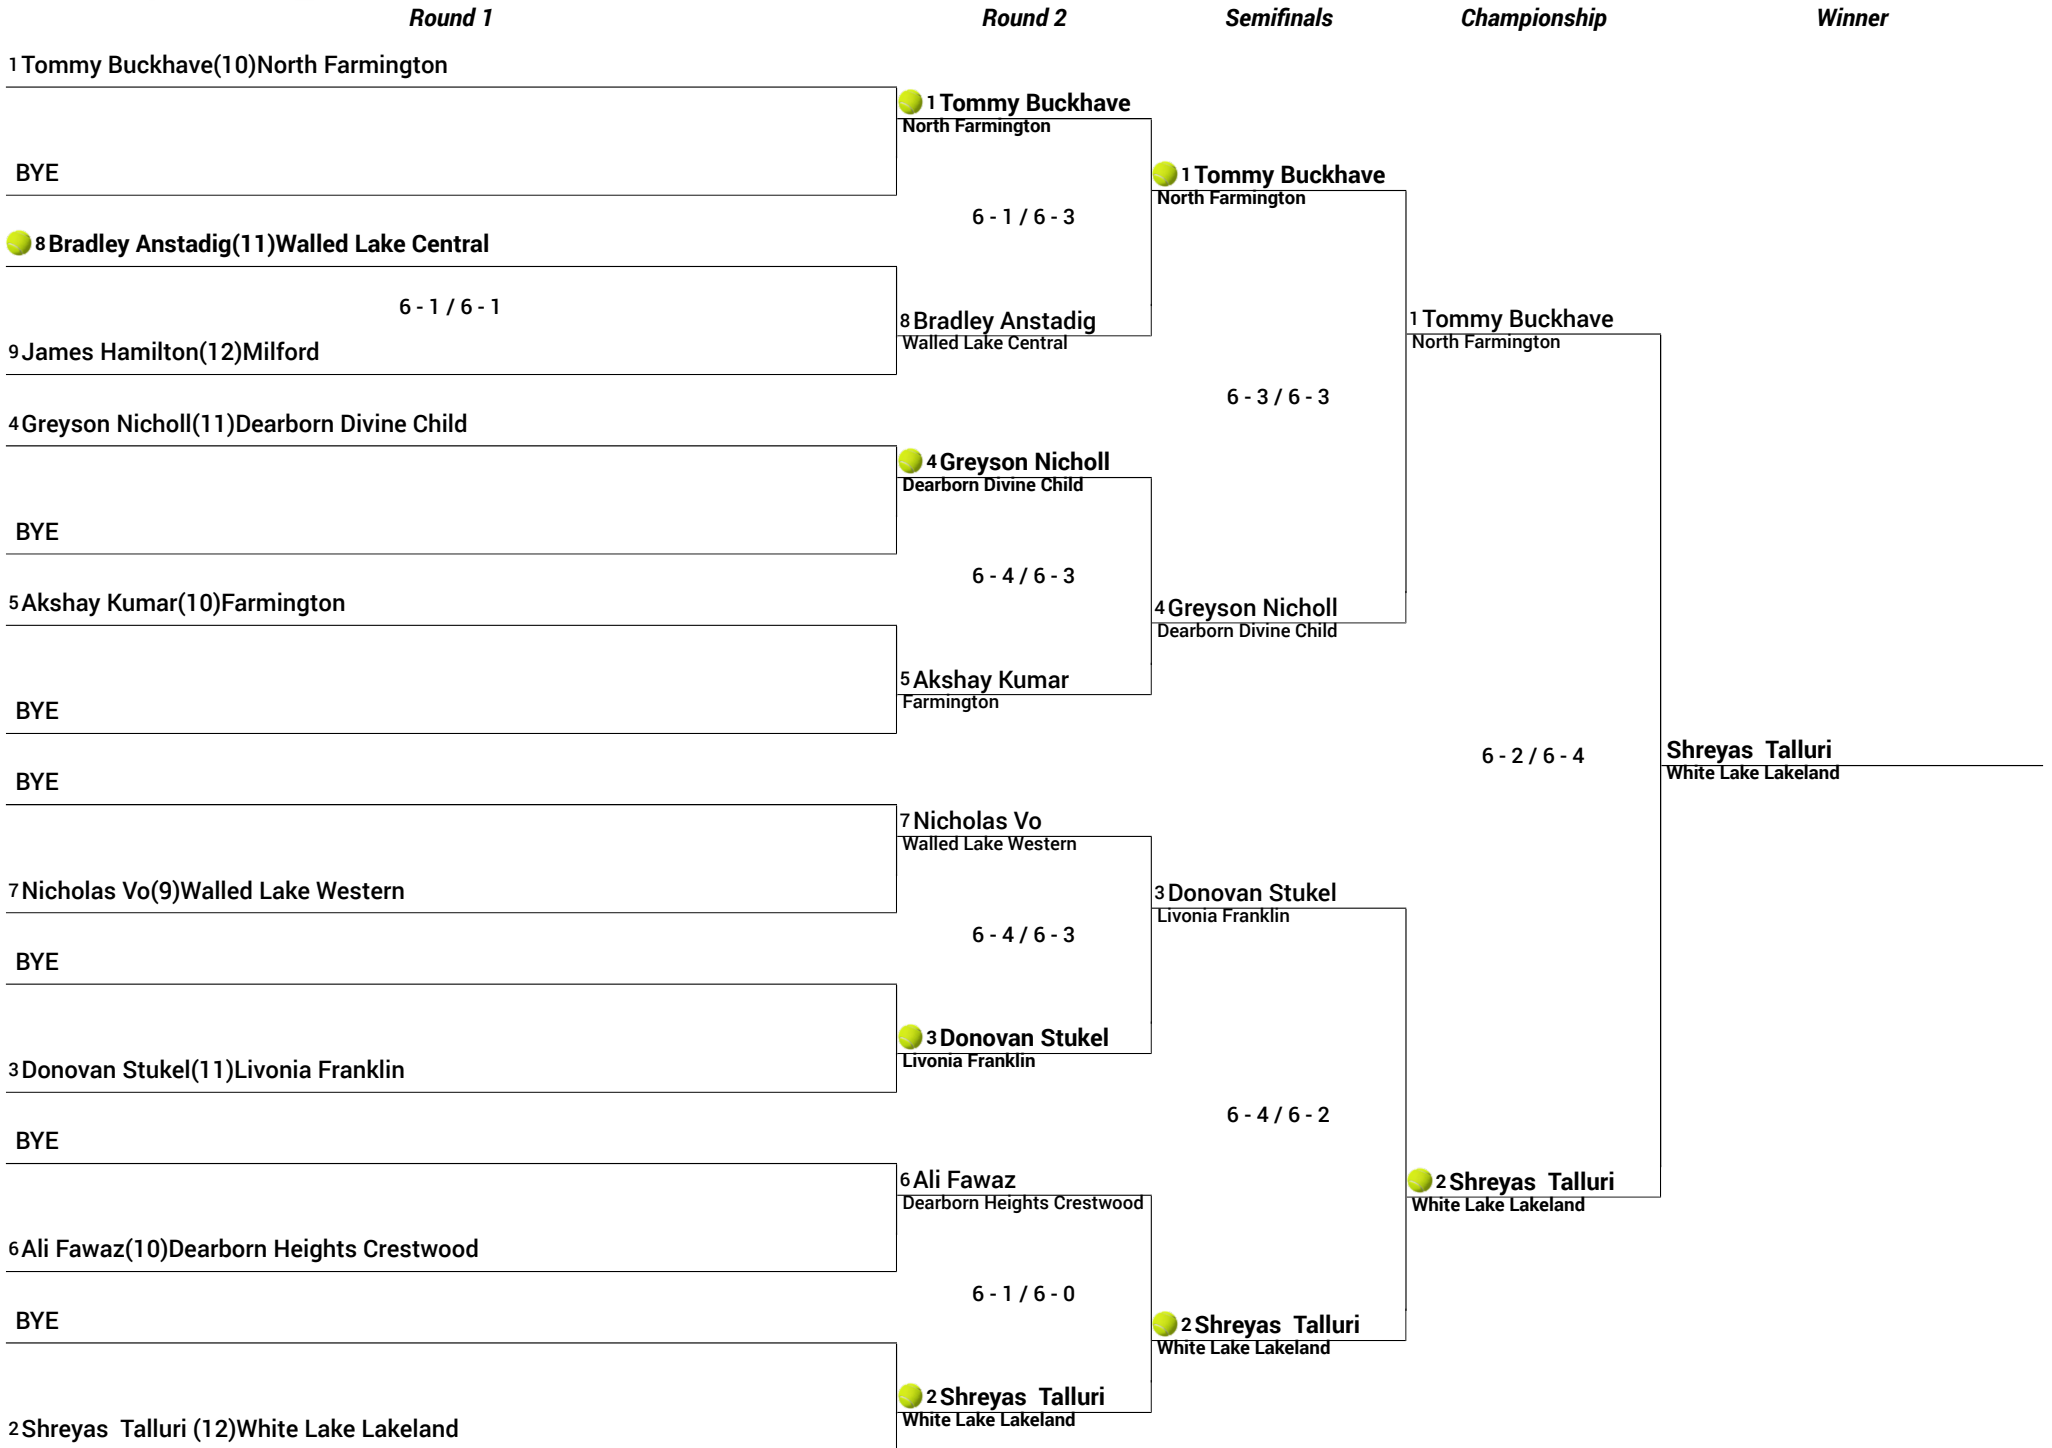 Round 1
Round 2
Semifinals
Championship
Winner
1 Tommy Buckhave(10)North Farmington
BYE
8 Bradley Anstadig(11)Walled Lake Central
6 - 1 / 6 - 1
9 James Hamilton(12)Milford
4 Greyson Nicholl(11)Dearborn Divine Child
BYE
5 Akshay Kumar(10)Farmington
BYE
BYE
7 Nicholas Vo(9)Walled Lake Western
BYE
3 Donovan Stukel(11)Livonia Franklin
BYE
6 Ali Fawaz(10)Dearborn Heights Crestwood
BYE
2 Shreyas  Talluri (12)White Lake Lakeland
1 Tommy Buckhave
North Farmington
6 - 1 / 6 - 3
8 Bradley Anstadig
Walled Lake Central
4 Greyson Nicholl
Dearborn Divine Child
6 - 4 / 6 - 3
5 Akshay Kumar
Farmington
7 Nicholas Vo
Walled Lake Western
6 - 4 / 6 - 3
3 Donovan Stukel
Livonia Franklin
6 Ali Fawaz
Dearborn Heights Crestwood
6 - 1 / 6 - 0
2 Shreyas  Talluri
White Lake Lakeland
1 Tommy Buckhave
North Farmington
6 - 3 / 6 - 3
4 Greyson Nicholl
Dearborn Divine Child
3 Donovan Stukel
Livonia Franklin
6 - 4 / 6 - 2
2 Shreyas  Talluri
White Lake Lakeland
1 Tommy Buckhave
North Farmington
6 - 2 / 6 - 4
2 Shreyas  Talluri
White Lake Lakeland
Shreyas  Talluri
White Lake Lakeland